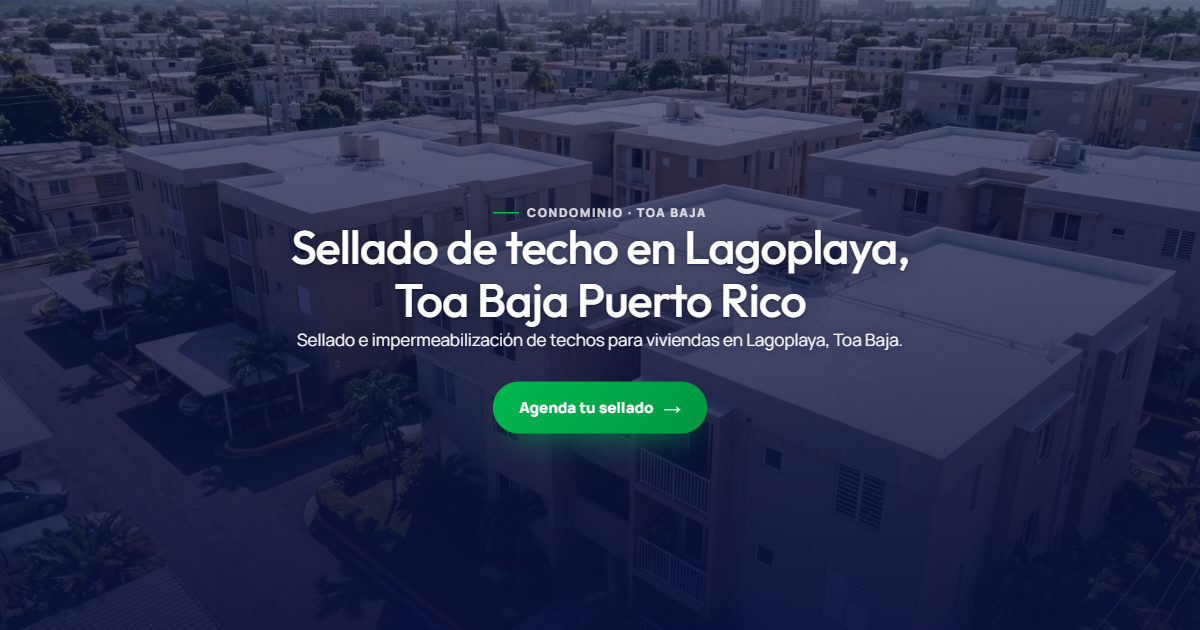 CONDOMINIO · TOA BAJA
Sellado de techo en Lagoplaya,
Toa Baja Puerto Rico
Sellado e impermeabilización de techos para viviendas en Lagoplaya, Toa Baja.
Agenda tu sellado →